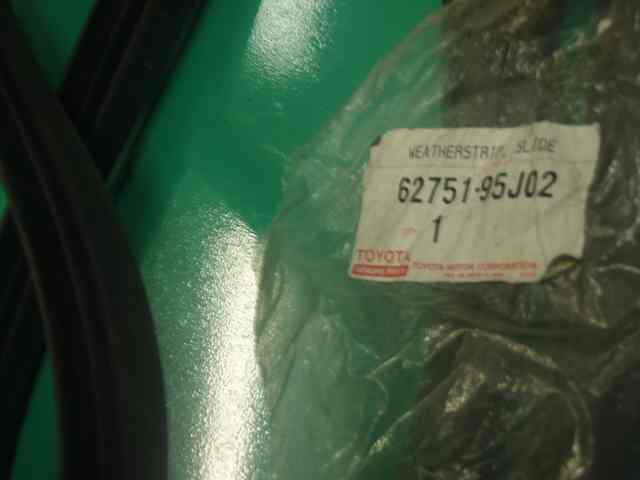 WEATHERSTRIP, SLIDE
62751-95J02
1
TOYOTA
TOYOTA MOTOR CORPORATION